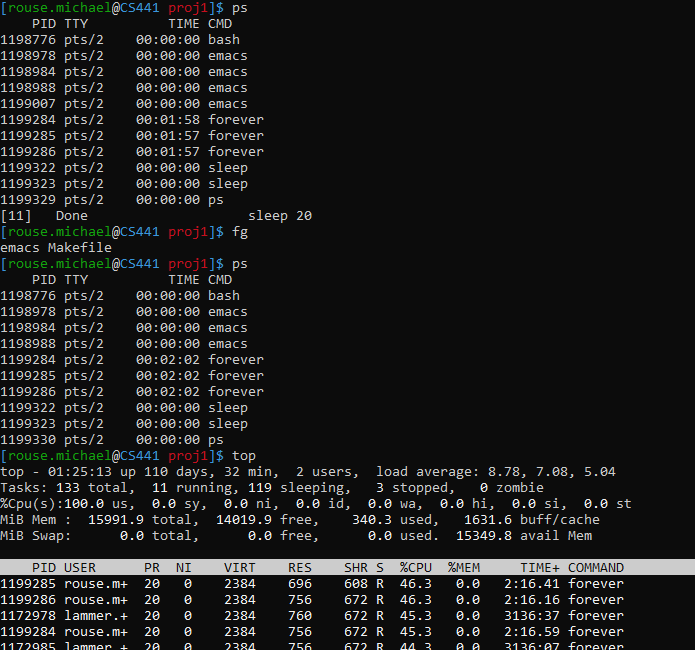 [rouse.michael@CS441 proj1]$ ps
PID TTY TIME CMD
1198776 pts/2 00:00:00 bash
1198978 pts/2 00:00:00 emacs
1198984 pts/2 00:00:00 emacs
1198988 pts/2 00:00:00 emacs
1199007 pts/2 00:00:00 emacs
1199284 pts/2 00:01:58 forever
1199285 pts/2 00:01:57 forever
1199286 pts/2 00:01:57 forever
1199322 pts/2 00:00:00 sleep
1199323 pts/2 00:00:00 sleep
1199329 pts/2 00:00:00 ps
[11] Done sleep 20
[rouse.michael@CS441 proj1]$ fg
emacs Makefile
[rouse.michael@CS441 proj1]$ ps
PID TTY TIME CMD
1198776 pts/2 00:00:00 bash
1198978 pts/2 00:00:00 emacs
1198984 pts/2 00:00:00 emacs
1198988 pts/2 00:00:00 emacs
1199284 pts/2 00:02:02 forever
1199285 pts/2 00:02:02 forever
1199286 pts/2 00:02:02 forever
1199322 pts/2 00:00:00 sleep
1199323 pts/2 00:00:00 sleep
1199330 pts/2 00:00:00 ps
[rouse.michael@CS441 proj1]$ top
top - 01:25:13 up 110 days, 32 min, 2 users, load average: 8.78, 7.08, 5.04
Tasks: 133 total, 11 running, 119 sleeping, 3 stopped, 0 zombie
%Cpu(s):100.0 us, 0.0 sy, 0.0 ni, 0.0 id, 0.0 wa, 0.0 hi, 0.0 si, 0.0 st
MiB Mem : 15991.9 total, 14019.9 free, 340.3 used, 1631.6 buff/cache
MiB Swap: 0.0 total, 0.0 free, 0.0 used. 15349.8 avail Mem
PID USER PR NI VIRT RES SHR S %CPU %MEM TIME+ COMMAND
1199285 rouse.m+ 20 0 2384 696 608 R 46.3 0.0 2:16.41 forever
1199286 rouse.m+ 20 0 2384 756 672 R 46.3 0.0 2:16.16 forever
1172978 lammer.+ 20 0 2384 760 672 R 45.3 0.0 3136:37 forever
1199284 rouse.m+ 20 0 2384 756 672 R 45.3 0.0 2:16.59 forever
1172985 lammer.+ 20 0 2384 756 672 R 44.3 0.0 3136:07 forever